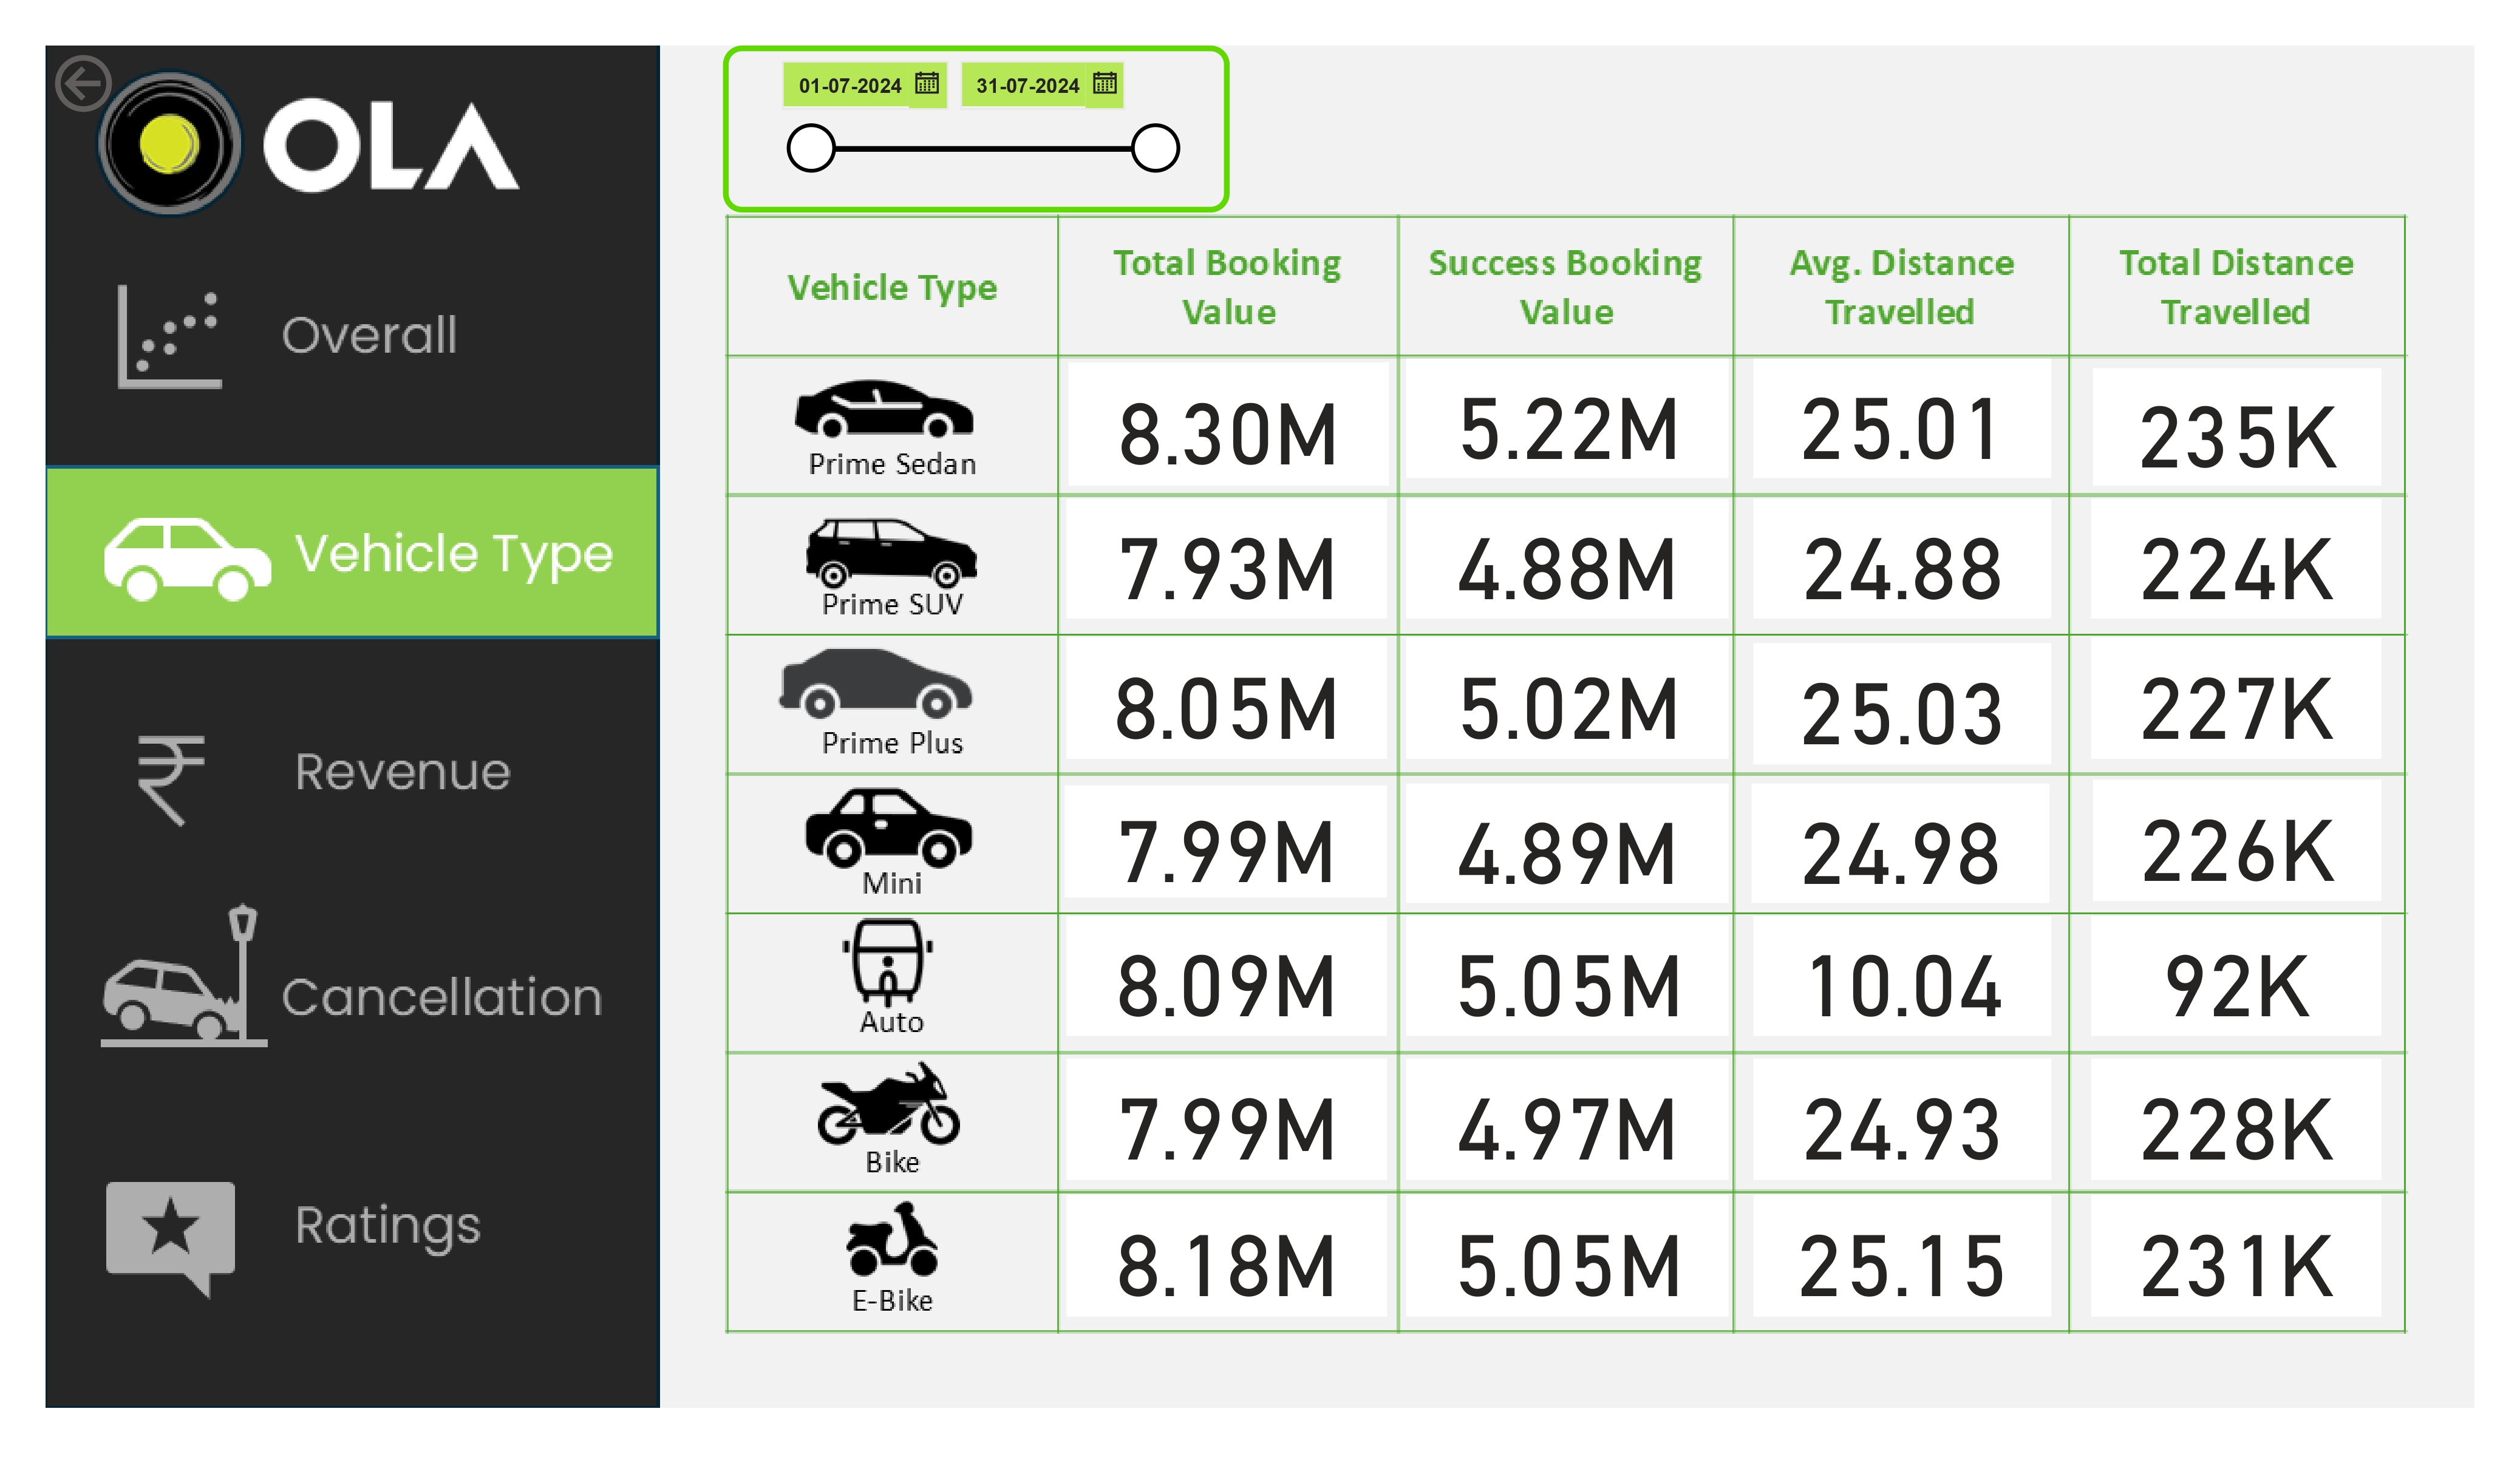 OLA
Overall
Vehicle Type
Revenue
Cancellation
Ratings
01-07-2024 31-07-2024
Vehicle Type
Total Booking
Value
Success Booking
Value
Avg. Distance
Travelled
Total Distance
Travelled
Prime Sedan 8.30M 5.22M 25.01 235K
Prime SUV 7.93M 4.88M 24.88 224K
Prime Plus 8.05M 5.02M 25.03 227K
Mini 7.99M 4.89M 24.98 226K
Auto 8.09M 5.05M 10.04 92K
Bike 7.99M 4.97M 24.93 228K
E-Bike 8.18M 5.05M 25.15 231K